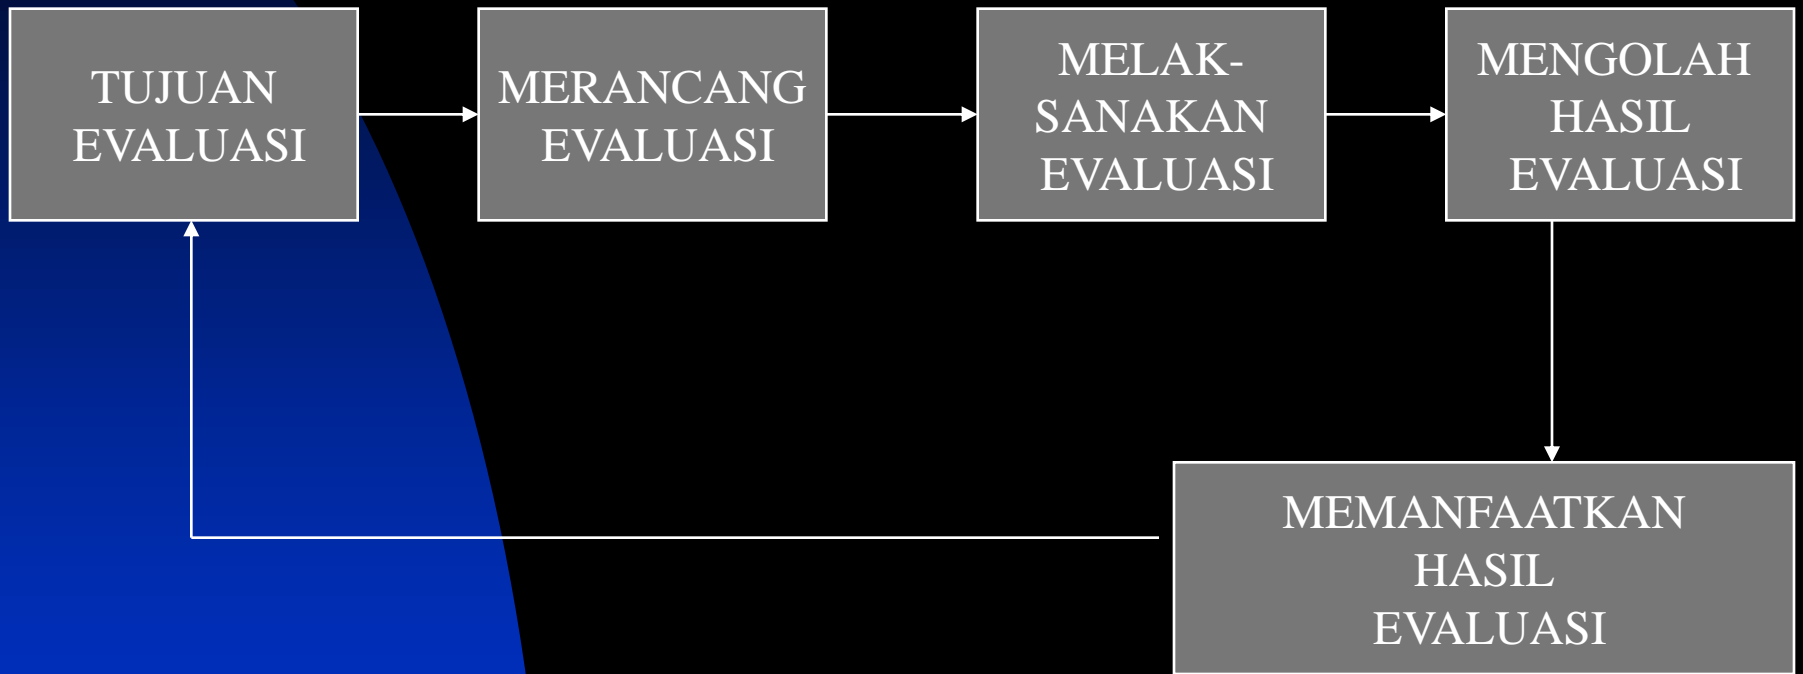 TUJUAN
EVALUASI
MERANCANG
EVALUASI
MELAK-
SANAKAN
EVALUASI
MENGOLAH
HASIL
EVALUASI
MEMANFAATKAN
HASIL
EVALUASI